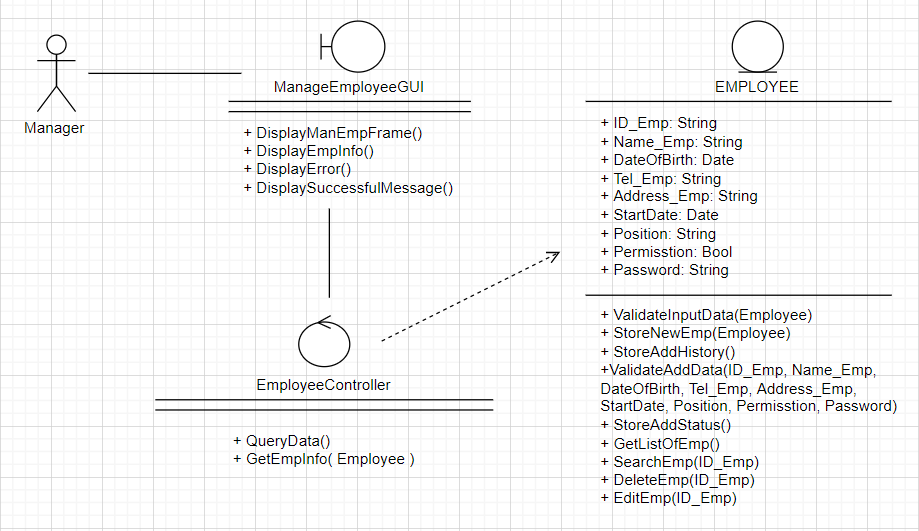 Manager
ManageEmployeeGUI
+ DisplayManEmpFrame()
+ DisplayEmpInfo()
+ DisplayError()
+ DisplaySuccessfulMessage()
EmployeeController
+ QueryData()
+ GetEmpInfo( Employee )
EMPLOYEE
+ ID_Emp: String
+ Name_Emp: String
+ DateOfBirth: Date
+ Tel_Emp: String
+ Address_Emp: String
+ StartDate: Date
+ Position: String
+ Permisstion: Bool
+ Password: String
+ ValidateInputData(Employee)
+ StoreNewEmp(Employee)
+ StoreAddHistory()
+ValidateAddData(ID_Emp, Name_Emp,
DateOfBirth, Tel_Emp, Address_Emp,
StartDate, Position, Permisstion, Password)
+ StoreAddStatus()
+ GetListOfEmp()
+ SearchEmp(ID_Emp)
+ DeleteEmp(ID_Emp)
+ EditEmp(ID_Emp)